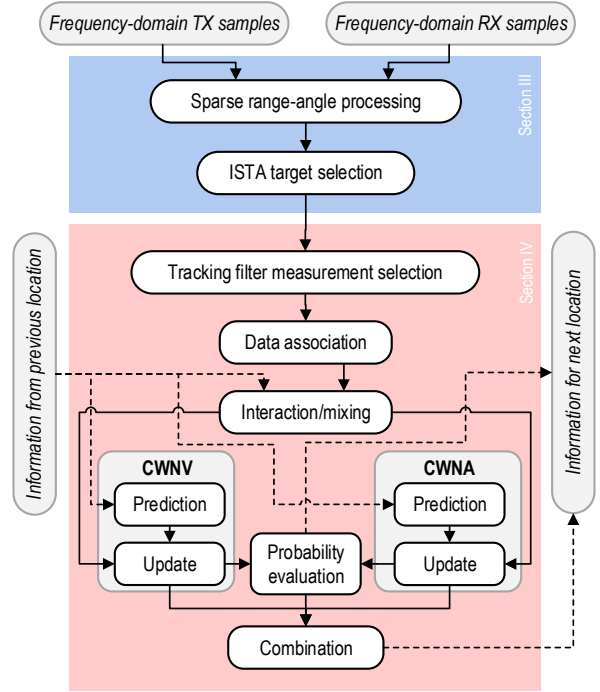 Frequency-domain TX samples
Frequency-domain RX samples
Section III
Sparse range-angle processing
ISTA target selection
Section IV
Tracking filter measurement selection
Data association
Information from previous location
Information for next location
Interaction/mixing
CWNV
CWNA
Prediction
Prediction
Update
Probability
evaluation
Update
Combination